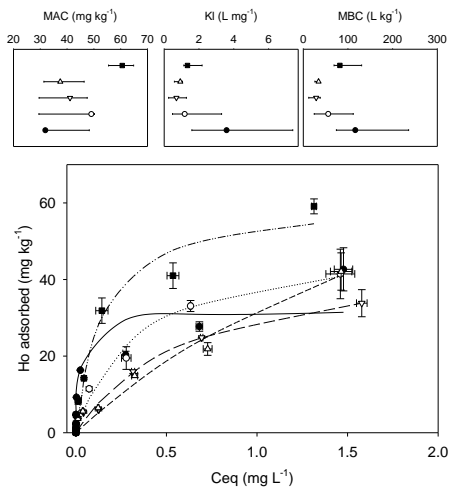 MAC (mg kg-1) Kl (L mg-1) MBC (L kg-1)
20 30 40 50 60 70 0 2 4 6 0 100 200 300
Ho adsorbed (mg kg-1)
60
40
20
0
0.0 0.5 1.0 1.5 2.0
Ceq (mg L-1)